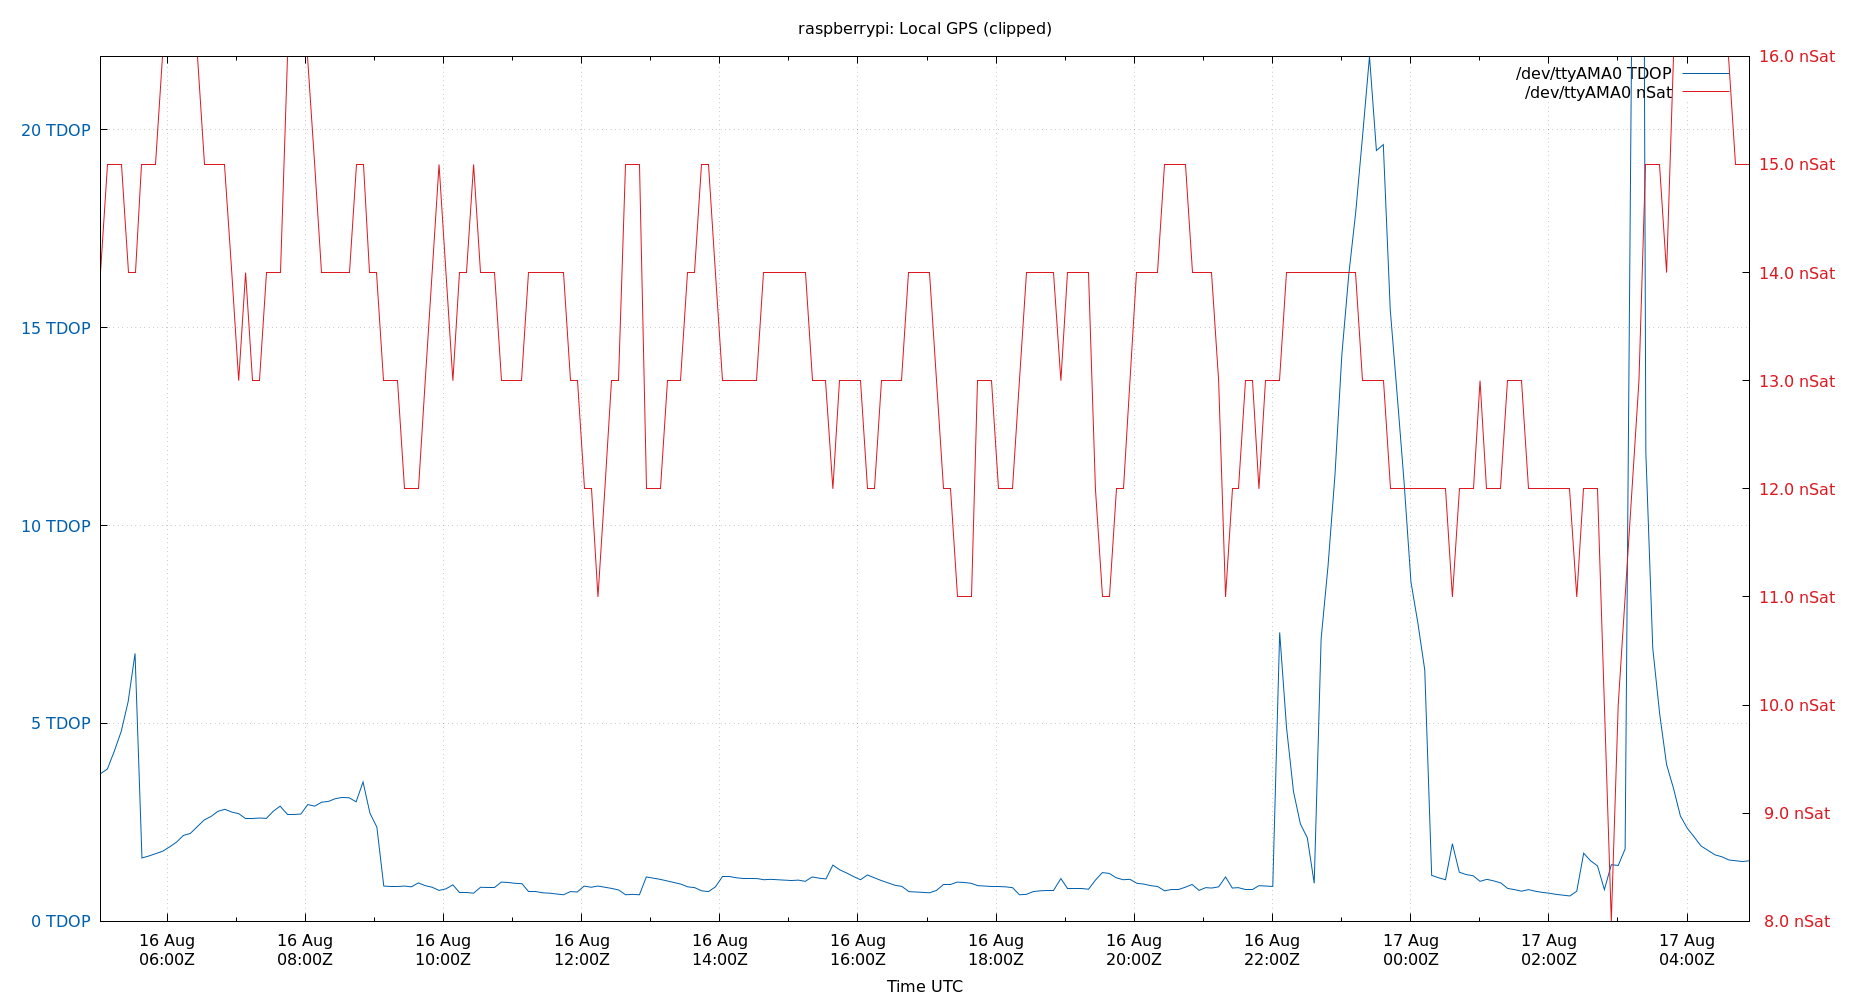 raspberrypi: Local GPS (clipped)
/dev/ttyAMA0 TDOP
/dev/ttyAMA0 nSat
20 TDOP
15 TDOP
10 TDOP
5 TDOP
0 TDOP
16.0 nSat
15.0 nSat
14.0 nSat
13.0 nSat
12.0 nSat
11.0 nSat
10.0 nSat
9.0 nSat
8.0 nSat
16 Aug
06:00Z
16 Aug
08:00Z
16 Aug
10:00Z
16 Aug
12:00Z
16 Aug
14:00Z
16 Aug
16:00Z
16 Aug
18:00Z
16 Aug
20:00Z
16 Aug
22:00Z
17 Aug
00:00Z
17 Aug
02:00Z
17 Aug
04:00Z
Time UTC